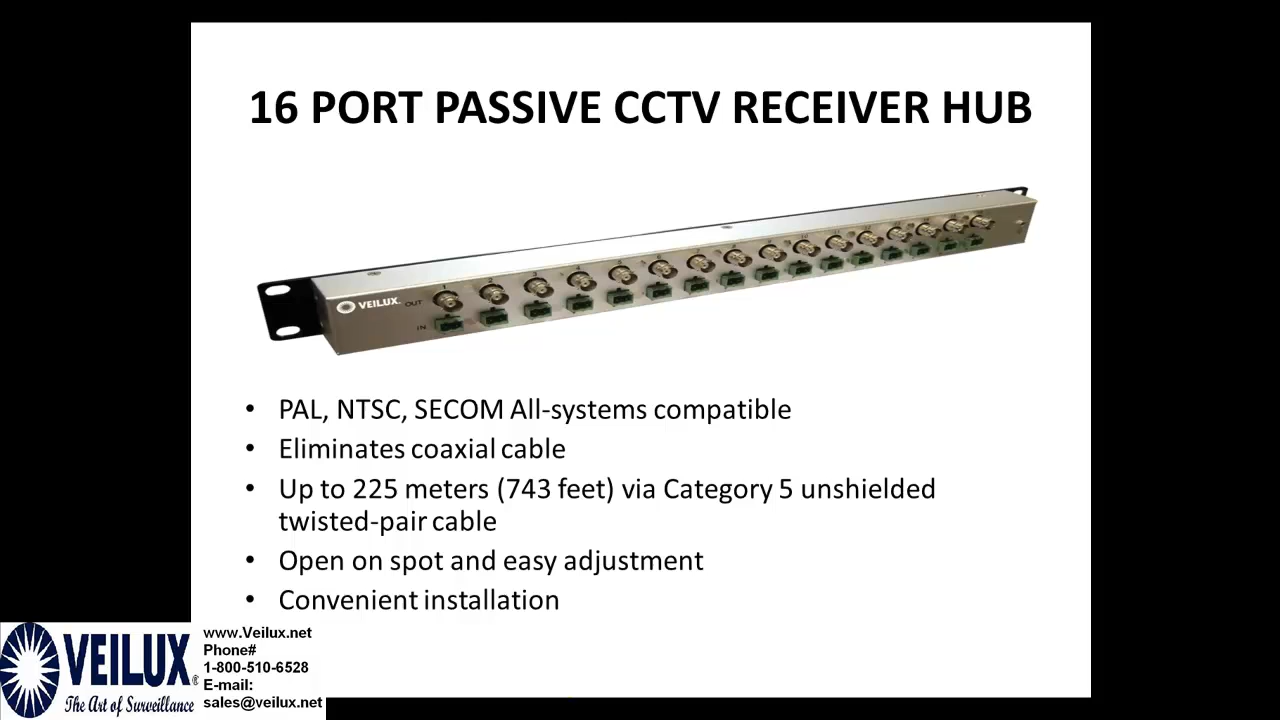 16 PORT PASSIVE CCTV RECEIVER HUB
VEILUX
OUT
IN
1
2
3
4
5
6
7
8
• PAL, NTSC, SECOM All-systems compatible
• Eliminates coaxial cable
• Up to 225 meters (743 feet) via Category 5 unshielded
twisted-pair cable
• Open on spot and easy adjustment
• Convenient installation
VEILUX®
The Art of Surveillance
www.Veilux.net
Phone#
1-800-510-6528
E-mail:
sales@veilux.net